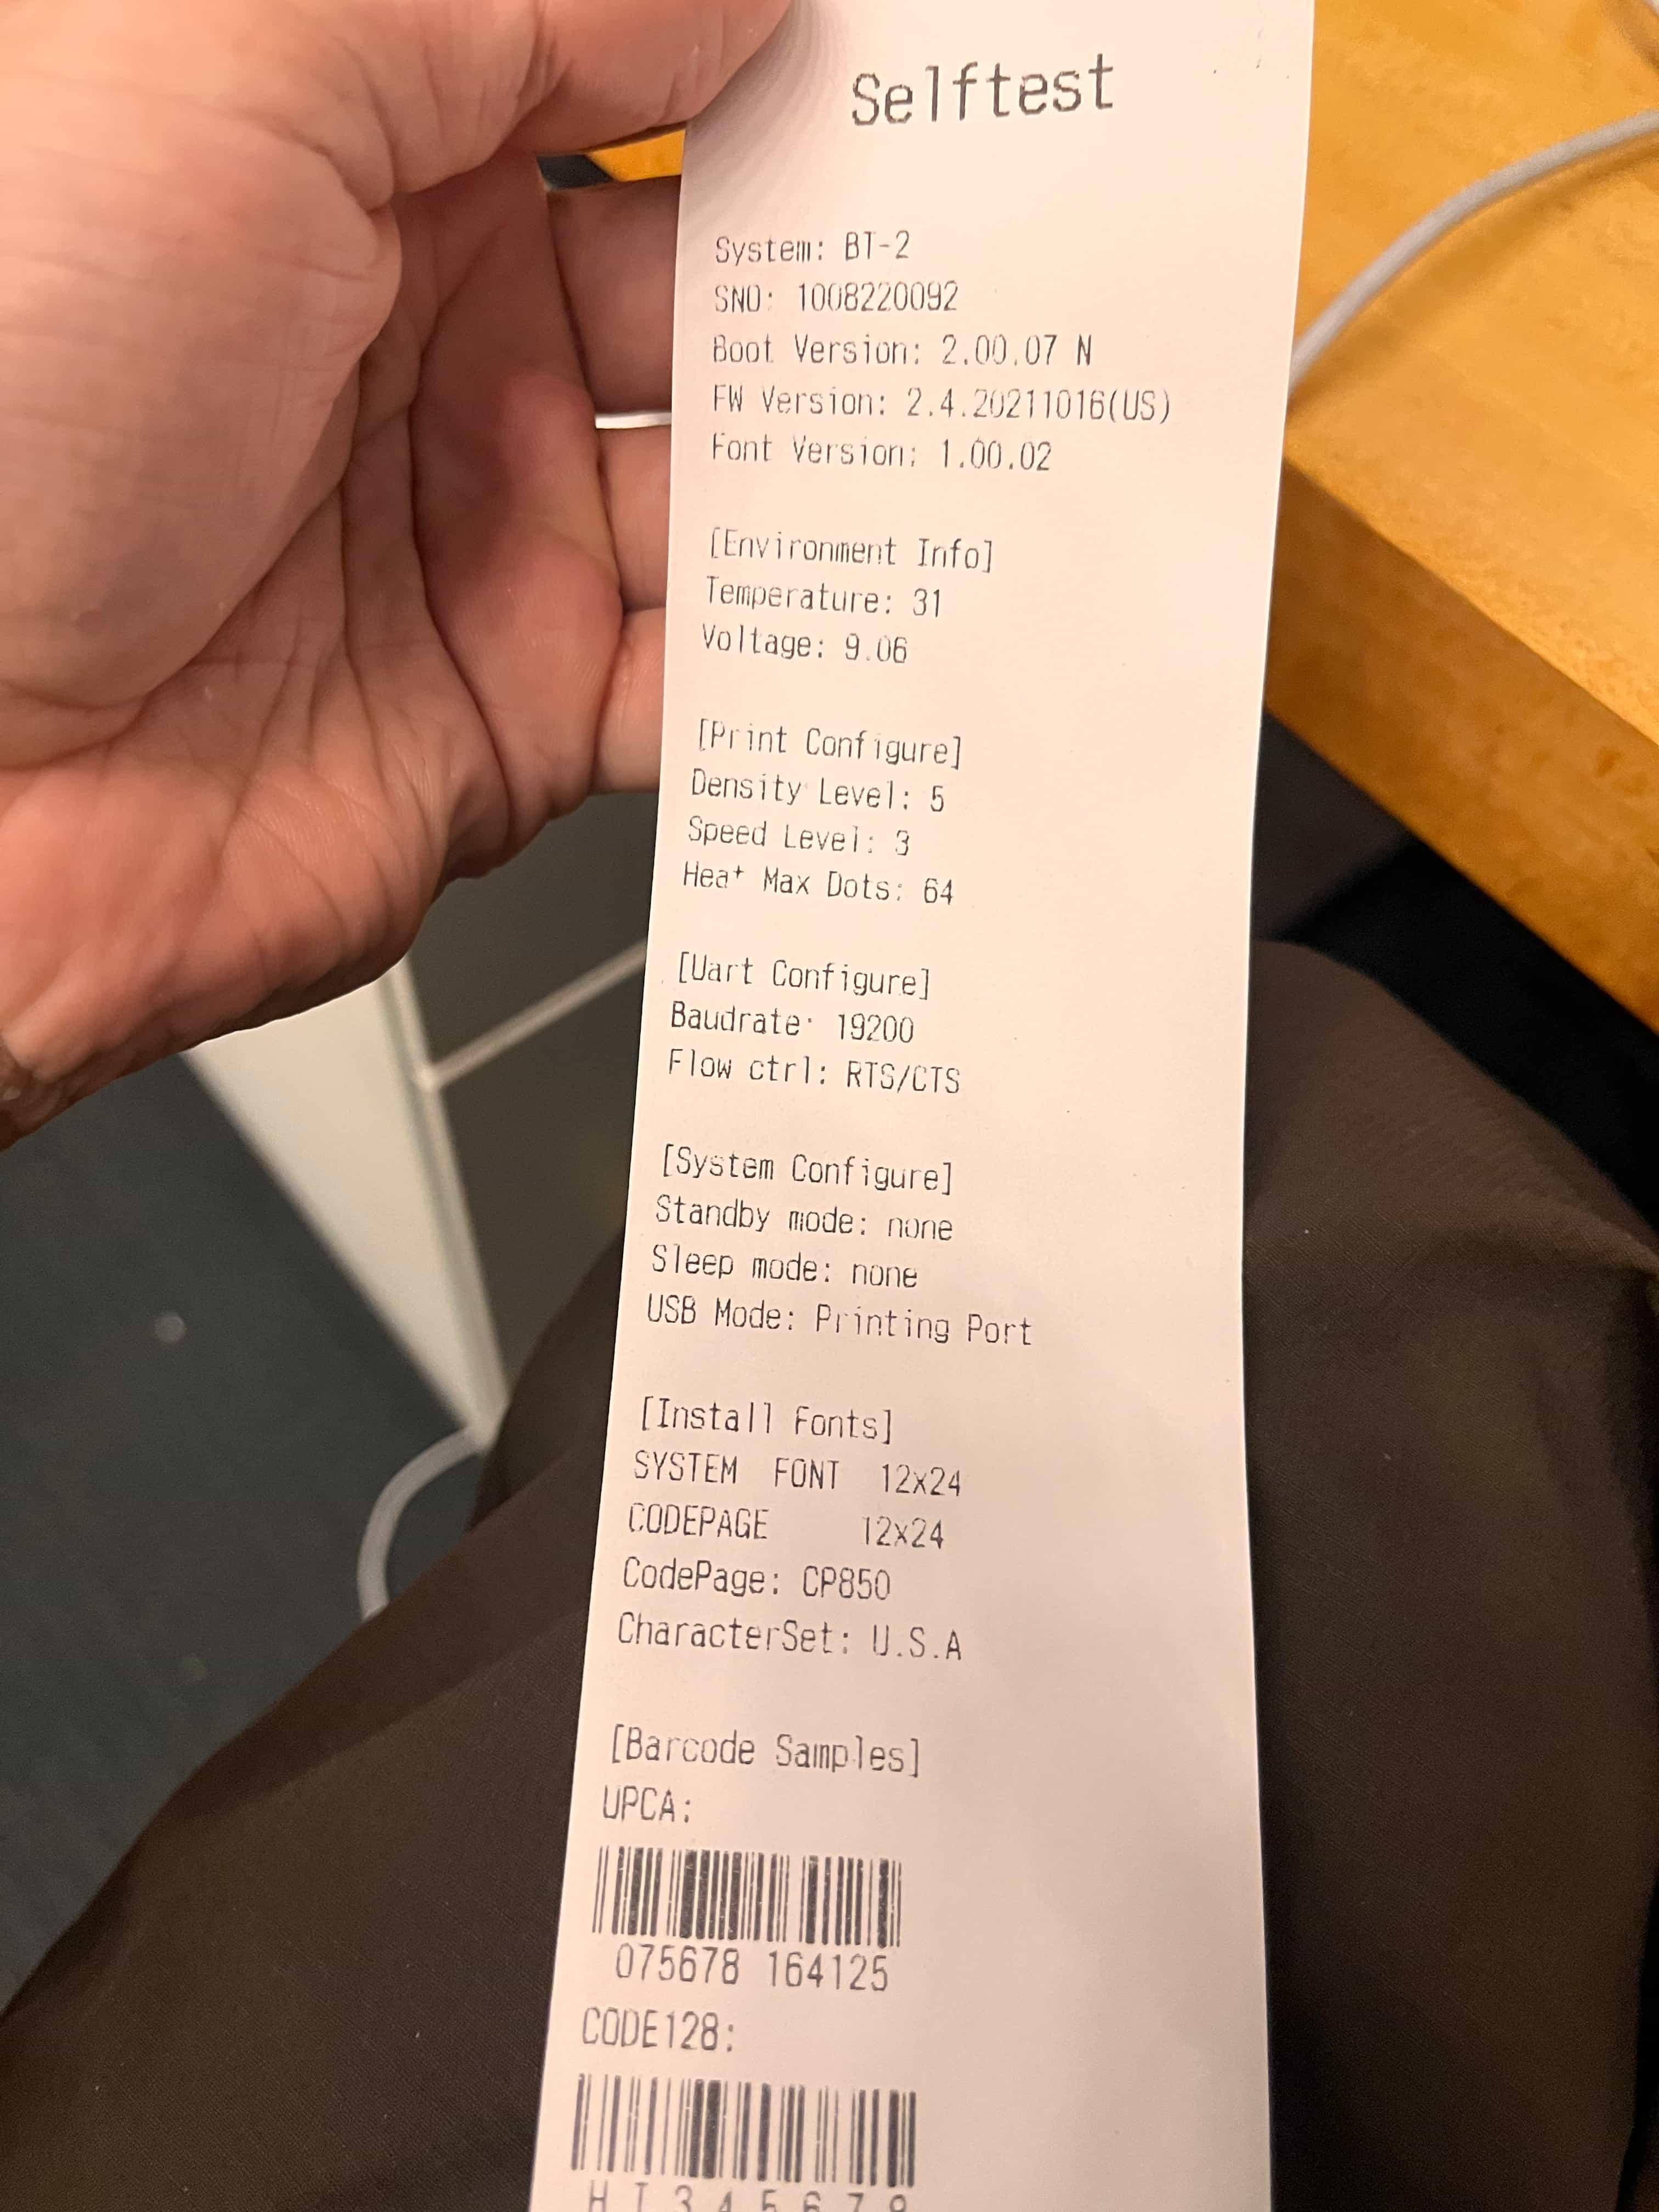 Selftest
System: BT-2
SNO: 1008220092
Boot Version: 2.00.07 N
FW Version: 2.4.20211016(US)
Font Version: 1.00.02
[Environment Info]
Temperature: 31
Voltage: 9.06
[Print Configure]
Density Level: 5
Speed Level: 3
Heat Max Dots: 64
[Uart Configure]
Baudrate: 19200
Flow ctrl: RTS/CTS
[System Configure]
Standby mode: none
Sleep mode: none
USB Mode: Printing Port
[Install Fonts]
SYSTEM FONT 12x24
CODEPAGE 12x24
CodePage: CP850
CharacterSet: U.S.A
[Barcode Samples]
UPCA:
075678 164125
CODE128: